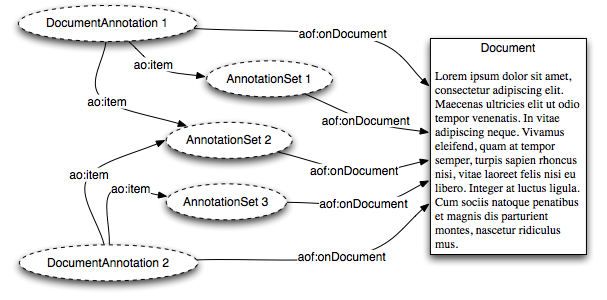 DocumentAnnotation 1
aof:onDocument
Document
ao:item
AnnotationSet 1
ao:item
aof:onDocument
AnnotationSet 2
ao:item
aof:onDocument
ao:item
AnnotationSet 3
aof:onDocument
DocumentAnnotation 2
aof:onDocument
Lorem ipsum dolor sit amet,
consectetur adipiscing elit.
Maecenas ultricies elit ut odio
tempor venenatis. In vitae
adipiscing neque. Vivamus
eleifend, quam at tempor
semper, turpis sapien rhoncus
nisi, vitae laoreet felis nisi eu
libero. Integer at luctus ligula.
Cum sociis natoque penatibus
et magnis dis parturient
montes, nascetur ridiculus
mus.